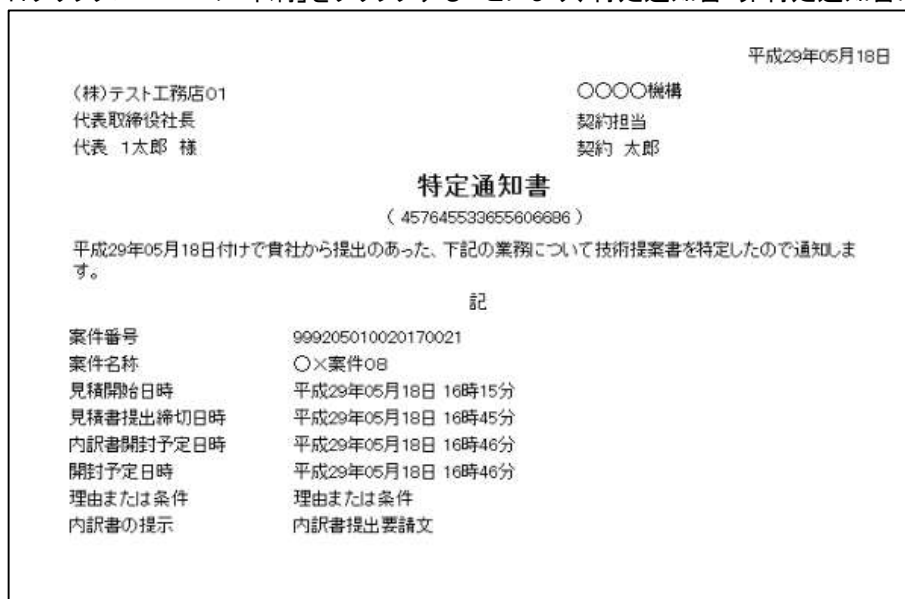 平成29年05月18日
(株)テスト工務店01
〇〇〇〇機構
代表取締役社長
契約担当
代表 1太郎 様
契約 太郎
特定通知書
( 457645533655606686 )
平成29年05月18日付けで貴社から提出のあった、下記の業務について技術提案書を特定したので通知しま
す。
記
案件番号 999205010020170021
案件名称 〇×案件08
見積開始日時 平成29年05月18日 16時15分
見積書提出締切日時 平成29年05月18日 16時45分
内訳書開封予定日時 平成29年05月18日 16時46分
開封予定日時 平成29年05月18日 16時46分
理由または条件 理由または条件
内訳書の提示 内訳書提出要請文